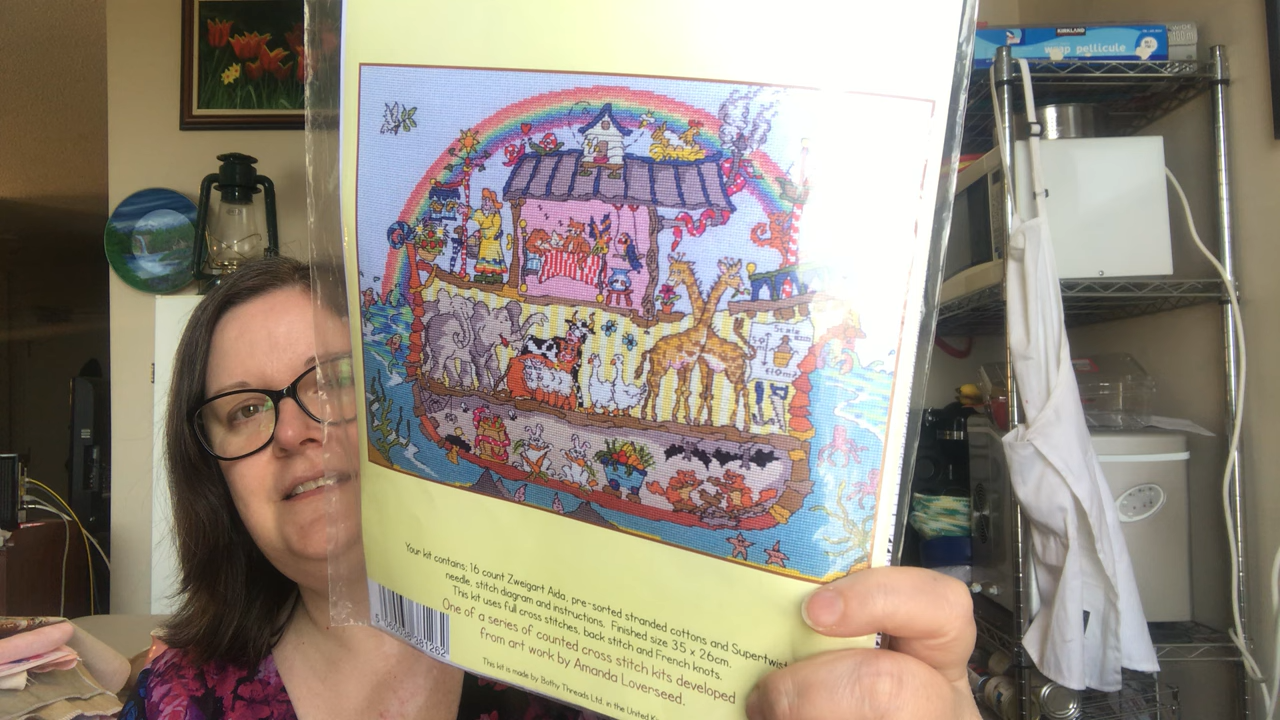 KIRKLAND
wrap pellicule
Scale
Your kit contains; 16 count Zweigart Aida, pre-sorted stranded cottons and Supertwist
needle, stitch diagram and instructions. Finished size 35 x 26cm.
This kit uses full cross stitches, back stitch and French knots.
One of a series of counted cross stitch kits developed
from art work by Amanda Loverseed.
This kit is made by Bothy Threads Ltd. in the United